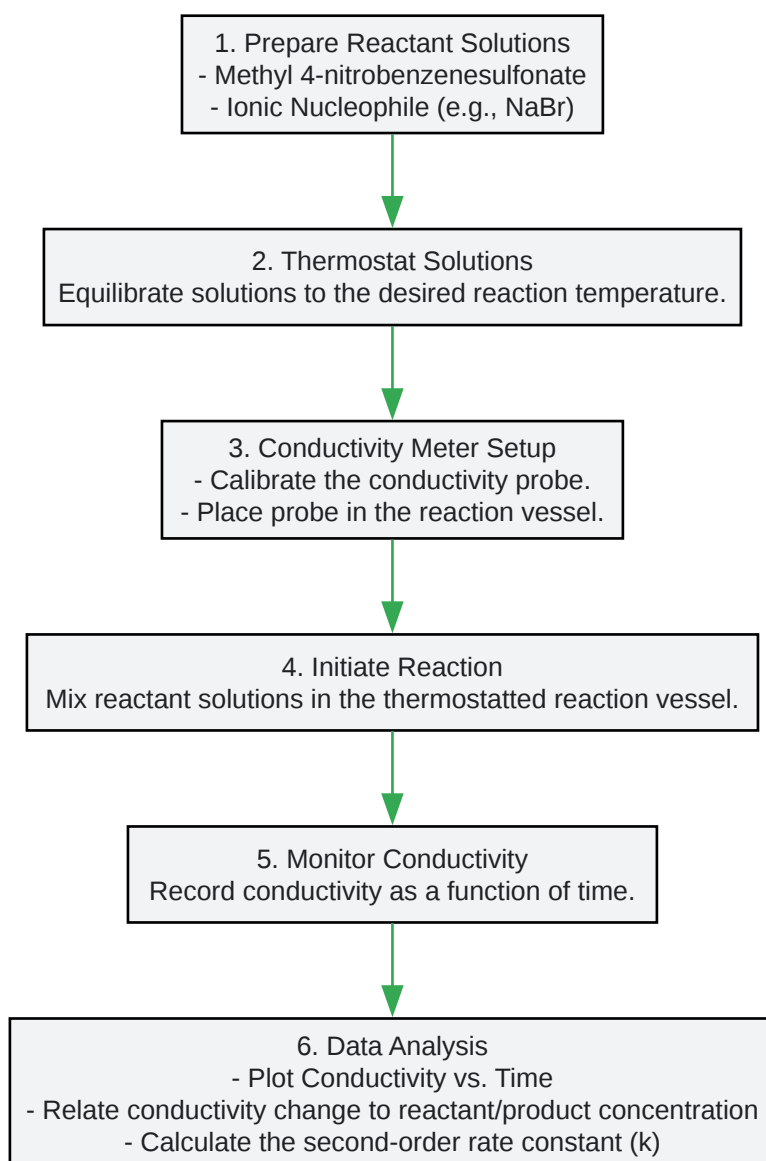 1. Prepare Reactant Solutions
- Methyl 4-nitrobenzenesulfonate
- Ionic Nucleophile (e.g., NaBr)
2. Thermostat Solutions
Equilibrate solutions to the desired reaction temperature.
3. Conductivity Meter Setup
- Calibrate the conductivity probe.
- Place probe in the reaction vessel.
4. Initiate Reaction
Mix reactant solutions in the thermostatted reaction vessel.
5. Monitor Conductivity
Record conductivity as a function of time.
6. Data Analysis
- Plot Conductivity vs. Time
- Relate conductivity change to reactant/product concentration
- Calculate the second-order rate constant (k)